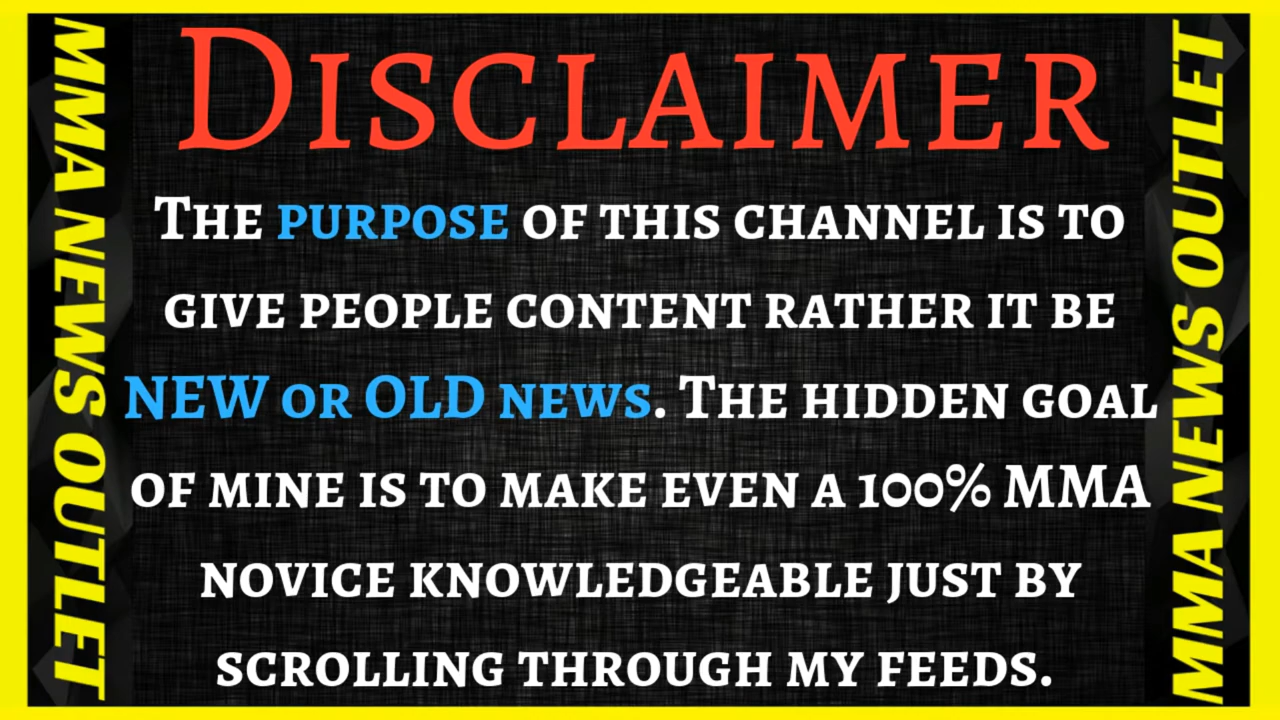 Disclaimer
The purpose of this channel is to
give people content rather it be
NEW or OLD news. The hidden goal
of mine is to make even a 100% MMA
novice knowledgeable just by
scrolling through my feeds.
MMA NEWS OUTLET
MMA NEWS OUTLET